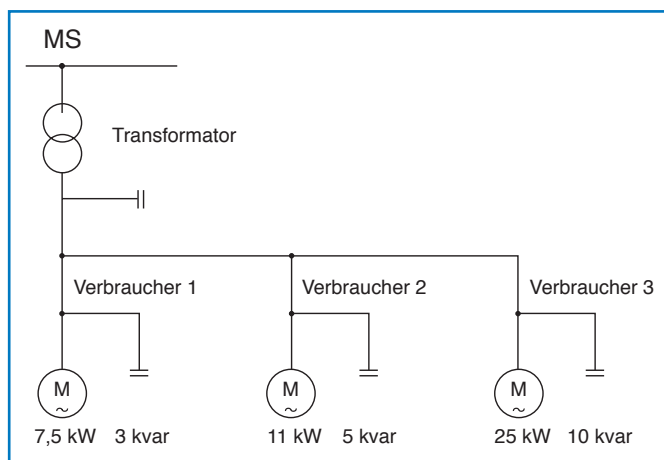 MS
Transformator
Verbraucher 1 Verbraucher 2 Verbraucher 3
M M M
~ ~ ~
7,5 kW 3 kvar 11 kW 5 kvar 25 kW 10 kvar